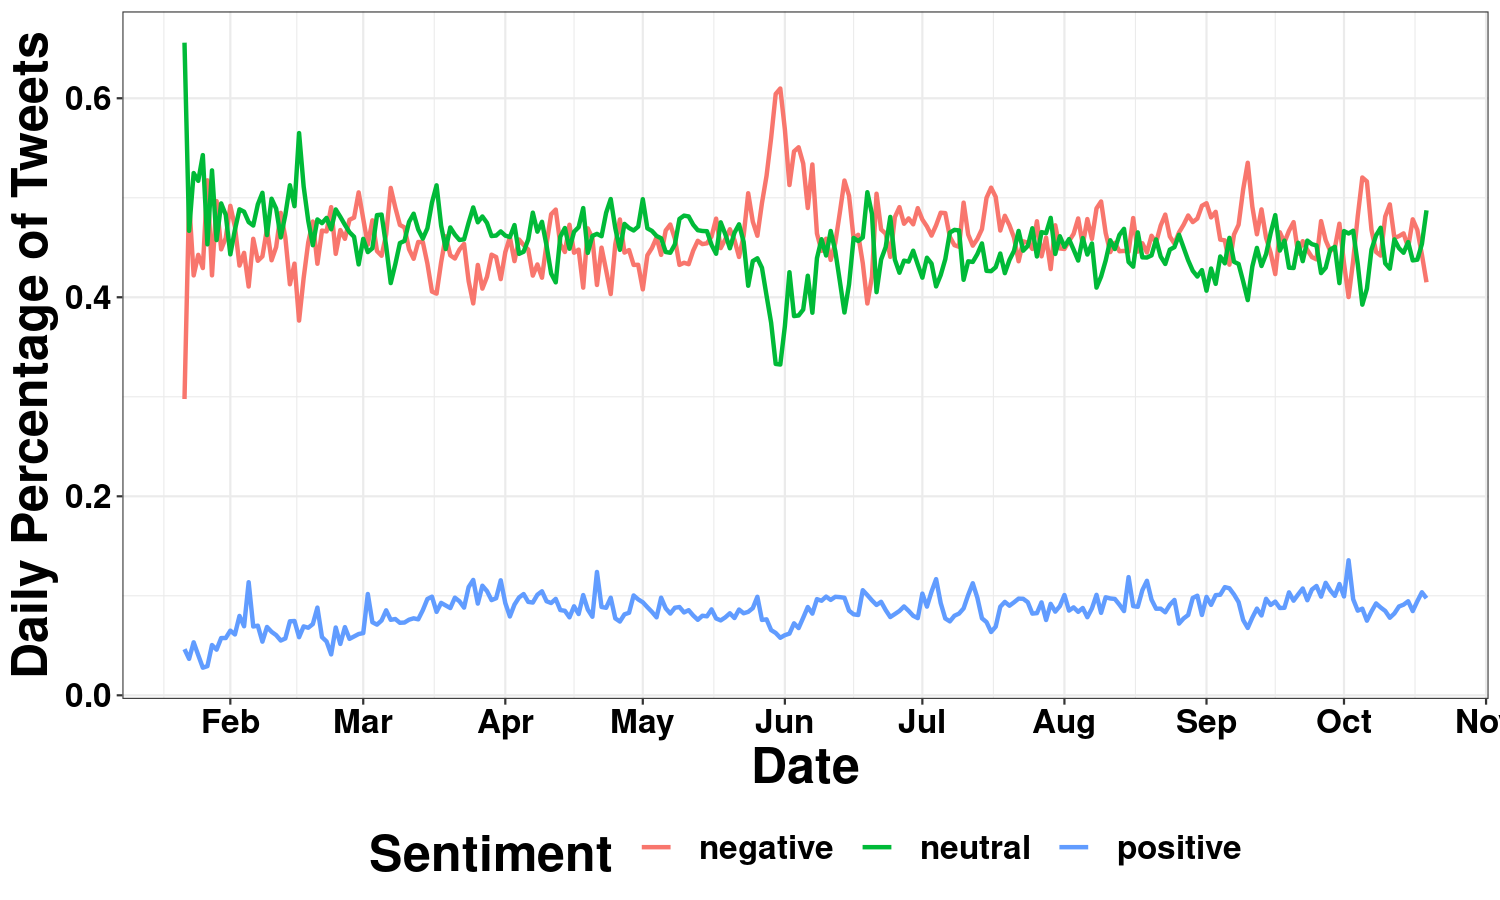 Daily Percentage of Tweets
0.6
0.4
0.2
0.0
Feb Mar Apr May Jun Jul Aug Sep Oct No
Date
Sentiment negative neutral positive